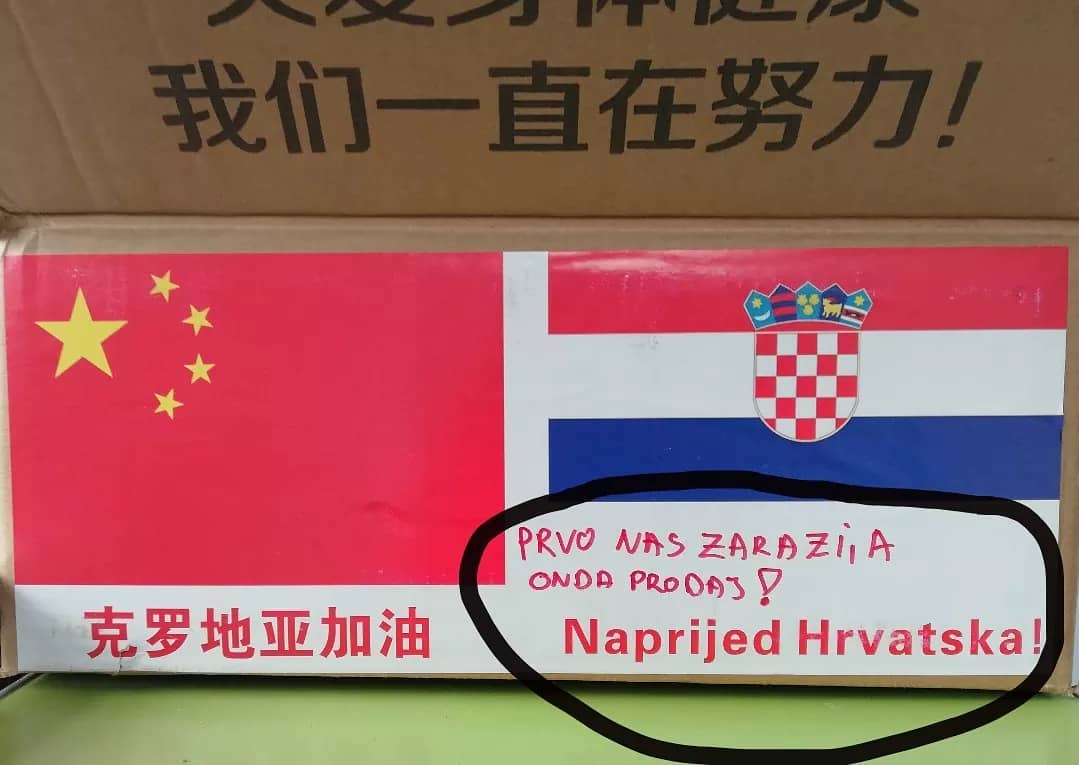 我们一直在努力!
PRVO NAS ZARAZI, A
ONDA PRODAJ!
克罗地亚加油
Naprijed Hrvatska!